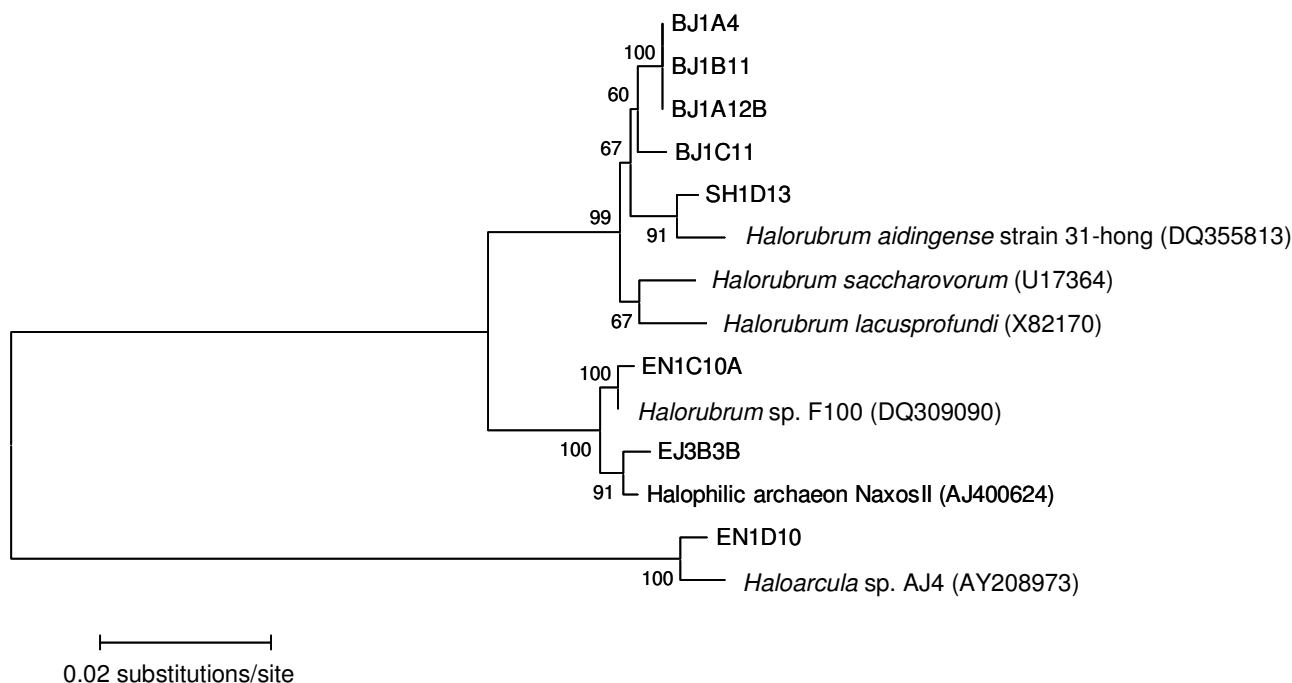 BJ1A4
100
BJ1B11
60
BJ1A12B
67
BJ1C11
SH1D13
99
91
Halorubrum aidingense strain 31-hong (DQ355813)
Halorubrum saccharovorum (U17364)
67
Halorubrum lacusprofundi (X82170)
EN1C10A
100
Halorubrum sp. F100 (DQ309090)
100
EJ3B3B
91
Halophilic archaeon NaxosII (AJ400624)
EN1D10
100
Haloarcula sp. AJ4 (AY208973)
0.02 substitutions/site